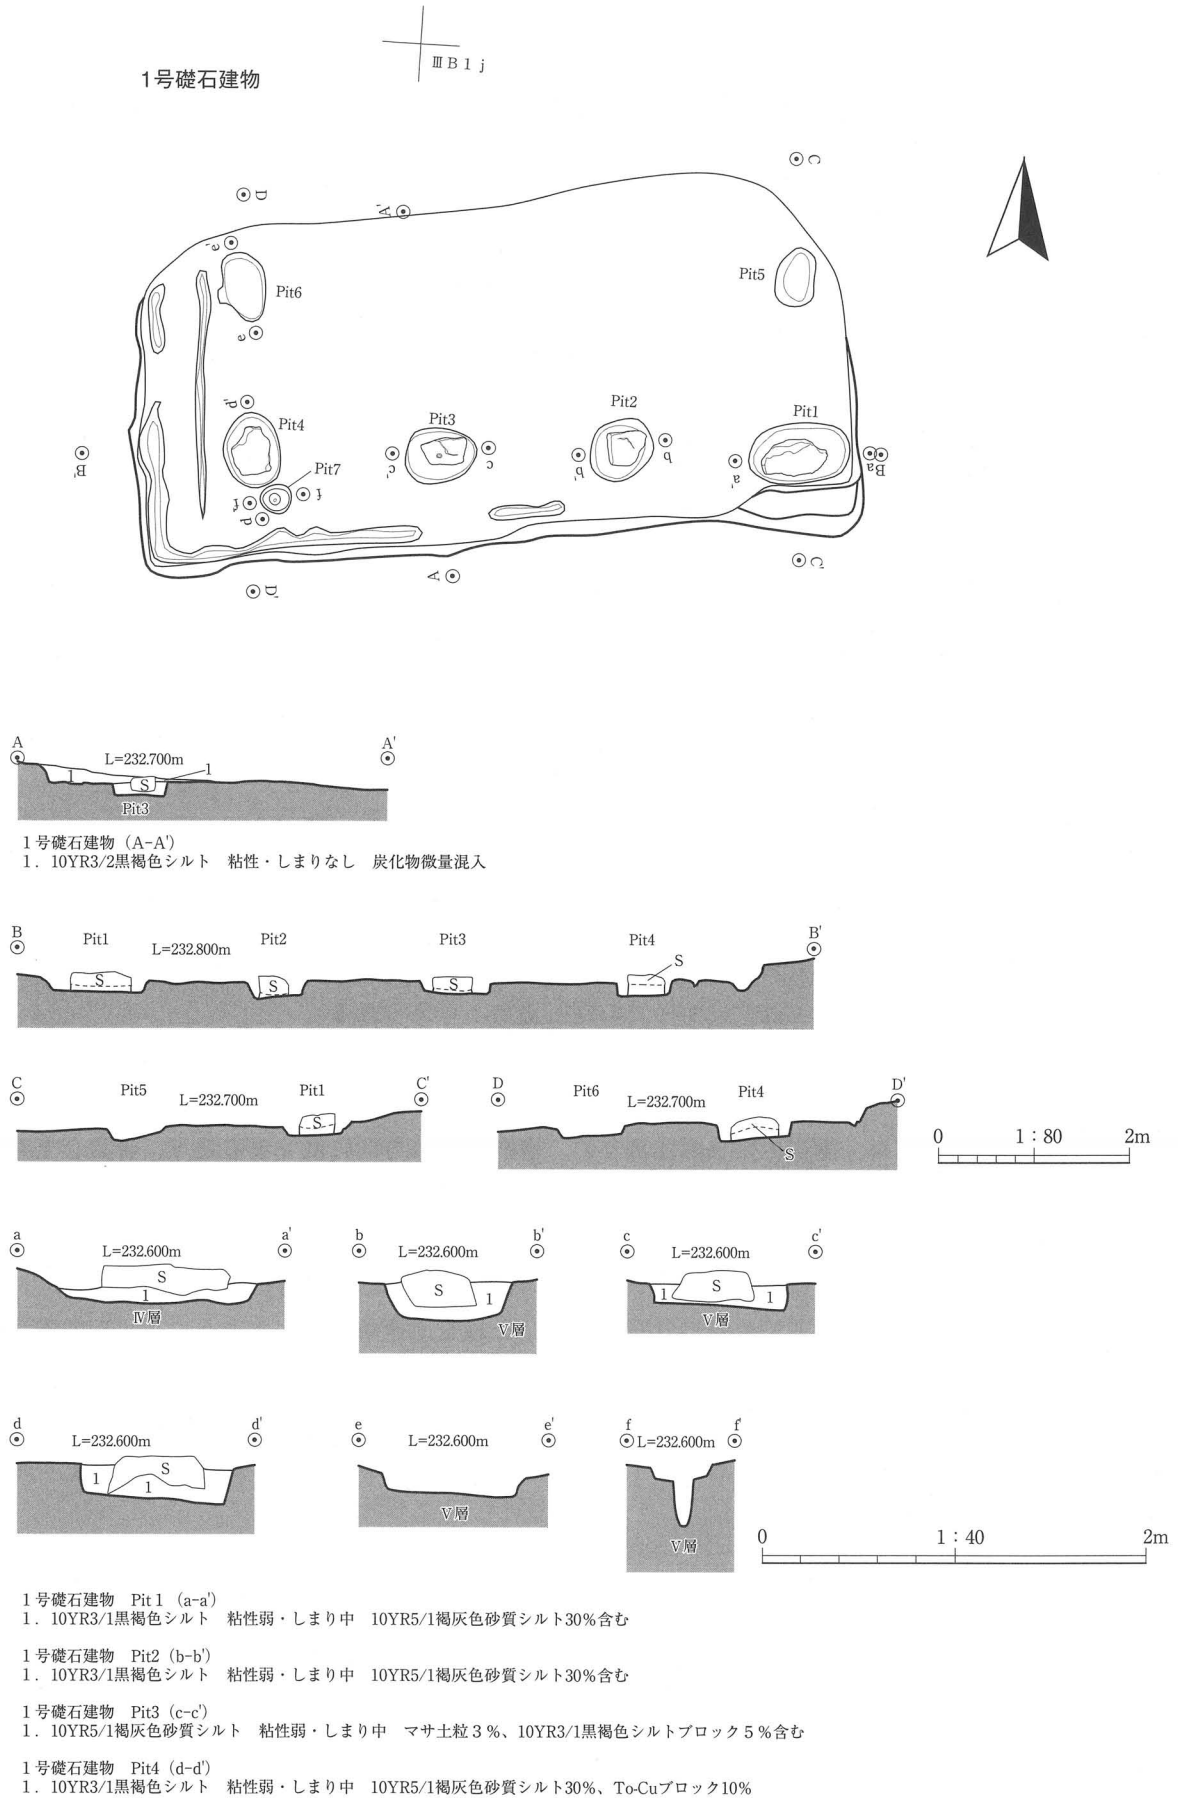 ⅢB1j
1号礎石建物
C
D
A'
e'
Pit5
Pit6
e
d'
Pit4
Pit3
Pit2
Pit1
B'
c'
c
b'
b
a'
Ba
Pit7
f'
f
d
A
D'
C'
A
L=232.700m
A'
1
S
1
Pit3
1号礎石建物（A-A'）
1．10YR3/2黒褐色シルト　粘性・しまりなし　炭化物微量混入
B
Pit1
L=232.800m
Pit2
Pit3
Pit4
B'
S
S
S
S
C
Pit5
L=232.700m
Pit1
C'
S
D
Pit6
L=232.700m
Pit4
D'
S
0　1：80　2m
a
L=232.600m
a'
S
1
Ⅳ層
b
L=232.600m
b'
S
1
Ⅴ層
c
L=232.600m
c'
1
S
1
Ⅴ層
d
L=232.600m
d'
1
S
1
e
L=232.600m
e'
Ⅴ層
f
L=232.600m
f'
Ⅴ層
0　1：40　2m
1号礎石建物　Pit1（a-a'）
1．10YR3/1黒褐色シルト　粘性弱・しまり中　10YR5/1褐灰色砂質シルト30%含む
1号礎石建物　Pit2（b-b'）
1．10YR3/1黒褐色シルト　粘性弱・しまり中　10YR5/1褐灰色砂質シルト30%含む
1号礎石建物　Pit3（c-c'）
1．10YR5/1褐灰色砂質シルト　粘性弱・しまり中　マサ土粒３%、10YR3/1黒褐色シルトブロック５%含む
1号礎石建物　Pit4（d-d'）
1．10YR3/1黒褐色シルト　粘性弱・しまり中　10YR5/1褐灰色砂質シルト30%、To-Cuブロック10%